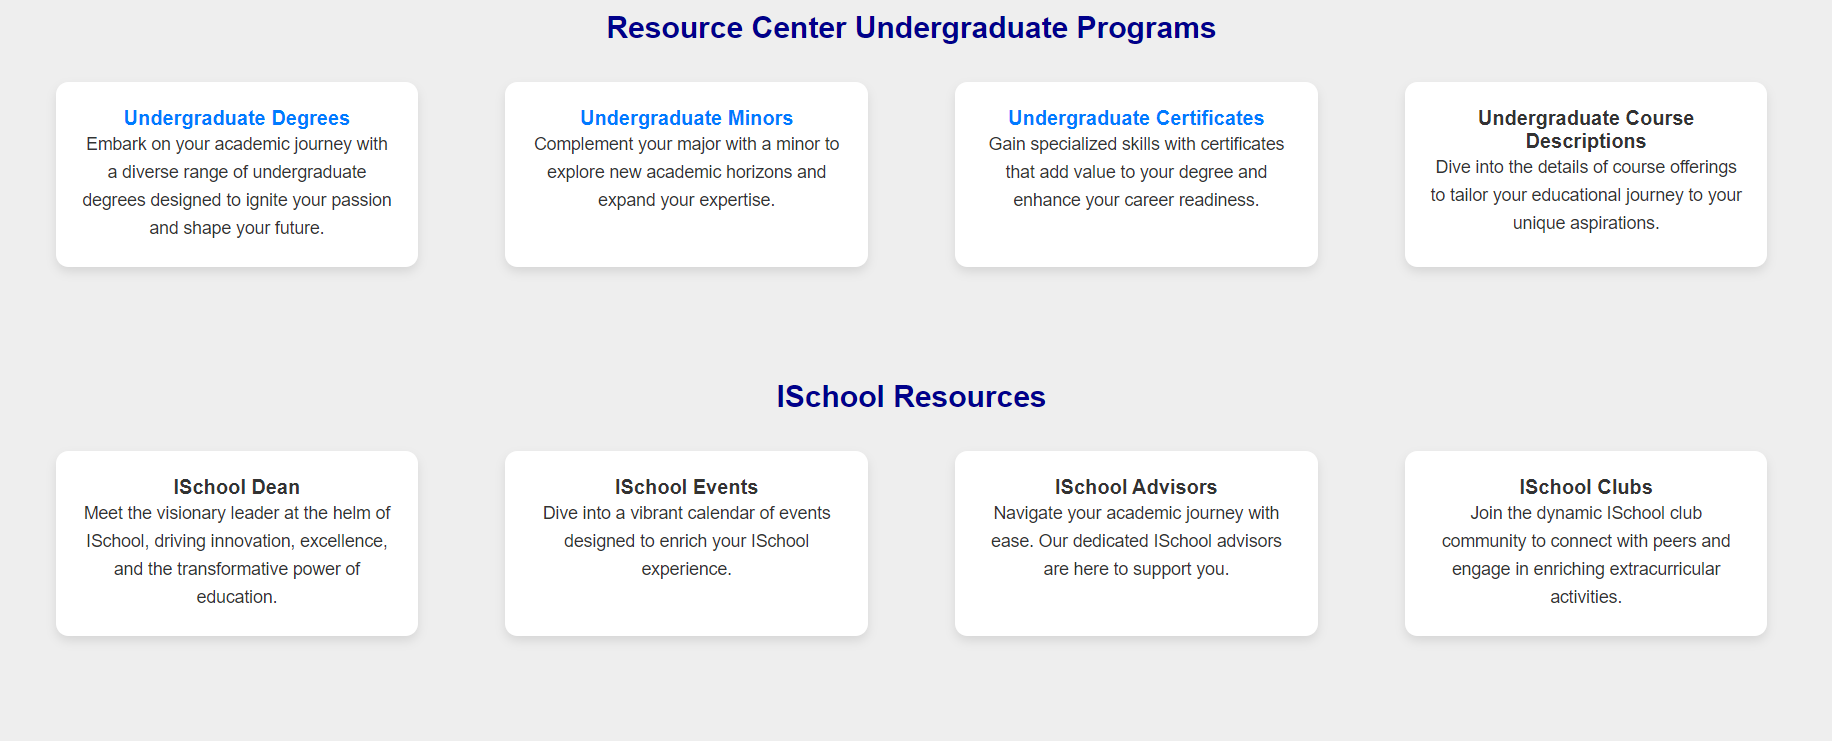 Resource Center Undergraduate Programs
Undergraduate Degrees
Embark on your academic journey with
a diverse range of undergraduate
degrees designed to ignite your passion
and shape your future.
Undergraduate Minors
Complement your major with a minor to
explore new academic horizons and
expand your expertise.
Undergraduate Certificates
Gain specialized skills with certificates
that add value to your degree and
enhance your career readiness.
Undergraduate Course
Descriptions
Dive into the details of course offerings
to tailor your educational journey to your
unique aspirations.
ISchool Resources
ISchool Dean
Meet the visionary leader at the helm of
ISchool, driving innovation, excellence,
and the transformative power of
education.
ISchool Events
Dive into a vibrant calendar of events
designed to enrich your ISchool
experience.
ISchool Advisors
Navigate your academic journey with
ease. Our dedicated ISchool advisors
are here to support you.
ISchool Clubs
Join the dynamic ISchool club
community to connect with peers and
engage in enriching extracurricular
activities.